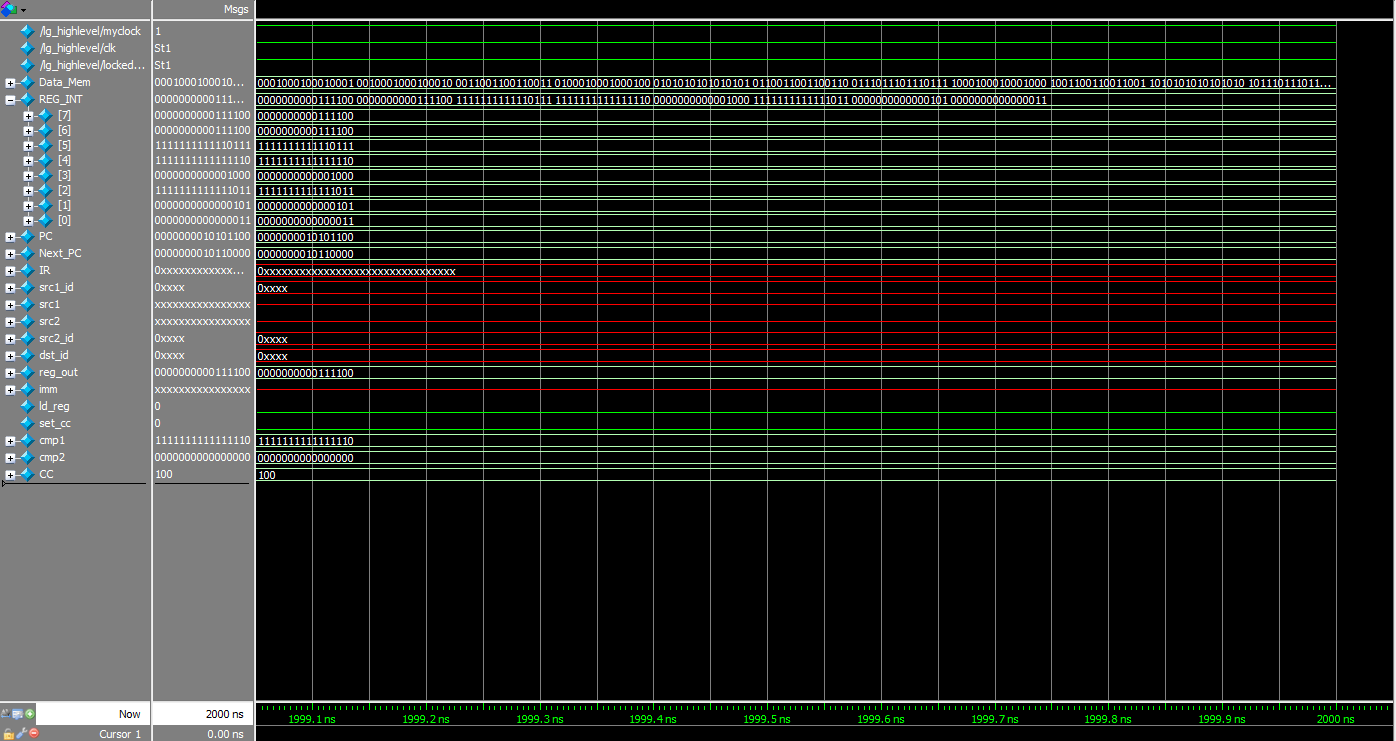 Msgs
/lg_highlevel/myclock 1
/lg_highlevel/clk St1
/lg_highlevel/locked... St1
Data_Mem 000100010001 0... 0001000100010001 0010001000100010 0011001100110011 0100010001000100 0101010101010101 0110011001100110 0111011101110111 1000100010001000 1001100110011001 1010101010101010 101110111011...
REG_INT 0000000000111... 0000000000111100 0000000000111100 1111111111110111 1111111111111110 0000000000001000 1111111111111011 0000000000000101 0000000000000011
[7] 0000000000111100 0000000000111100
[6] 0000000000111100 0000000000111100
[5] 1111111111110111 1111111111110111
[4] 1111111111111110 1111111111111110
[3] 0000000000001000 0000000000001000
[2] 1111111111111011 1111111111111011
[1] 0000000000000101 0000000000000101
[0] 0000000000000011 0000000000000011
PC 0000000010101100 0000000010101100
Next_PC 0000000010110000 0000000010110000
IR 0xxxxxxxxxxxx... 0xxxxxxxxxxxxxxxxxxxxxxxxxxxxxxx
src1_id 0xxxx 0xxxx
src1 xxxxxxxxxxxxxxxx
src2 xxxxxxxxxxxxxxxx
src2_id 0xxxx 0xxxx
dst_id 0xxxx 0xxxx
reg_out 0000000000111100 0000000000111100
imm xxxxxxxxxxxxxxxx
ld_reg 0
set_cc 0
cmp1 1111111111111110 1111111111111110
cmp2 0000000000000000 0000000000000000
CC 100 100
Now 2000 ns 1999.1 ns 1999.2 ns 1999.3 ns 1999.4 ns 1999.5 ns 1999.6 ns 1999.7 ns 1999.8 ns 1999.9 ns 2000 ns
Cursor 1 0.00 ns